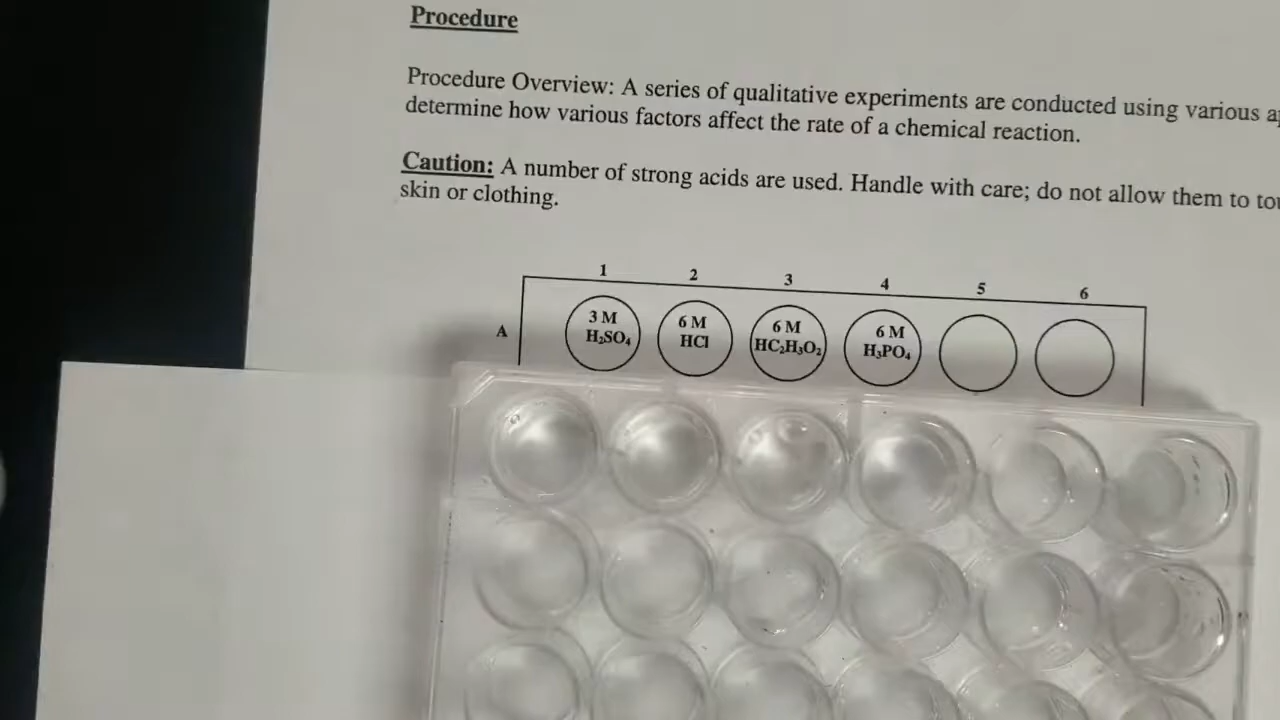 Procedure
Procedure Overview: A series of qualitative experiments are conducted using various
determine how various factors affect the rate of a chemical reaction.
Caution: A number of strong acids are used. Handle with care; do not allow them to
skin or clothing.
1 2 3 4 5 6
A
3 M
H₂SO₄
6 M
HCl
6 M
HC₂H₃O₂
6 M
H₃PO₄